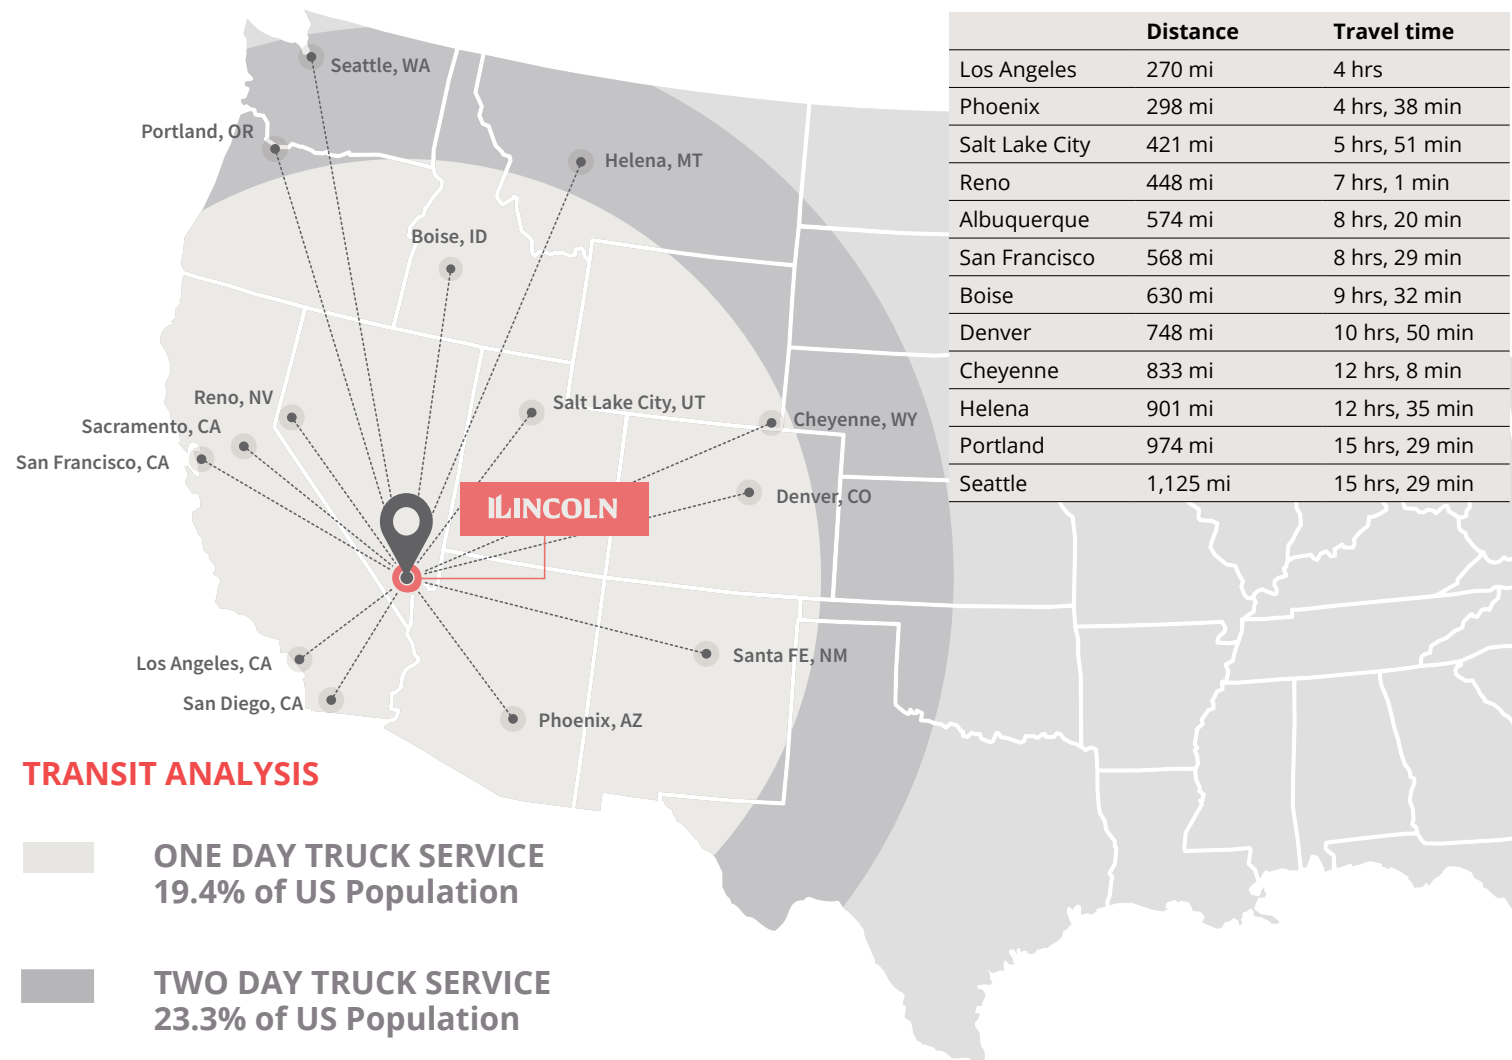 Seattle, WA
Portland, OR
Helena, MT
Boise, ID
Reno, NV
Salt Lake City, UT
Sacramento, CA
Cheyenne, WY
San Francisco, CA
Denver, CO
LINCOLN
Los Angeles, CA
Santa FE, NM
San Diego, CA
Phoenix, AZ
Distance Travel time
Los Angeles 270 mi 4 hrs
Phoenix 298 mi 4 hrs, 38 min
Salt Lake City 421 mi 5 hrs, 51 min
Reno 448 mi 7 hrs, 1 min
Albuquerque 574 mi 8 hrs, 20 min
San Francisco 568 mi 8 hrs, 29 min
Boise 630 mi 9 hrs, 32 min
Denver 748 mi 10 hrs, 50 min
Cheyenne 833 mi 12 hrs, 8 min
Helena 901 mi 12 hrs, 35 min
Portland 974 mi 15 hrs, 29 min
Seattle 1,125 mi 15 hrs, 29 min
TRANSIT ANALYSIS
ONE DAY TRUCK SERVICE
19.4% of US Population
TWO DAY TRUCK SERVICE
23.3% of US Population